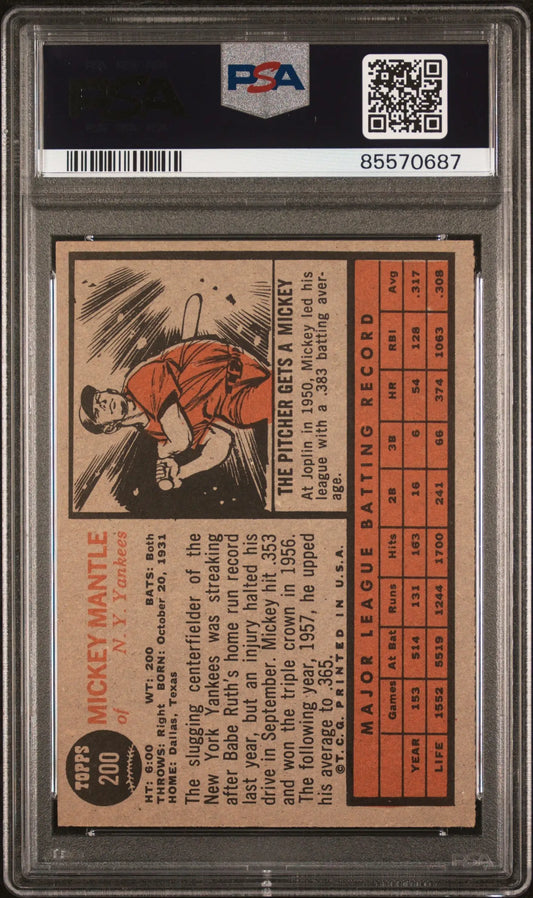 PSA
85570687
TOPPS
200
MICKEY MANTLE
of N. Y. Yankees
HT: 6:00 WT: 200 BATS: Both
THROWS: Right BORN: October 20, 1931
HOME: Dallas, Texas
The slugging centerfielder of the
New York Yankees was streaking
after Babe Ruth's home run record
last year, but an injury halted his
drive in September. Mickey hit .353
and won the triple crown in 1956.
The following year, 1957, he upped
his average to .365.
©T.C.G. PRINTED IN U.S.A.
THE PITCHER GETS A MICKEY
At Joplin in 1950, Mickey led his
league with a .383 batting aver-
age.
MAJOR LEAGUE BATTING RECORD
Games At Bat Runs Hits 2B 3B HR RBI Avg
YEAR 153 514 131 163 16 6 54 128 .317
LIFE 1552 5519 1244 1700 241 66 374 1063 .308